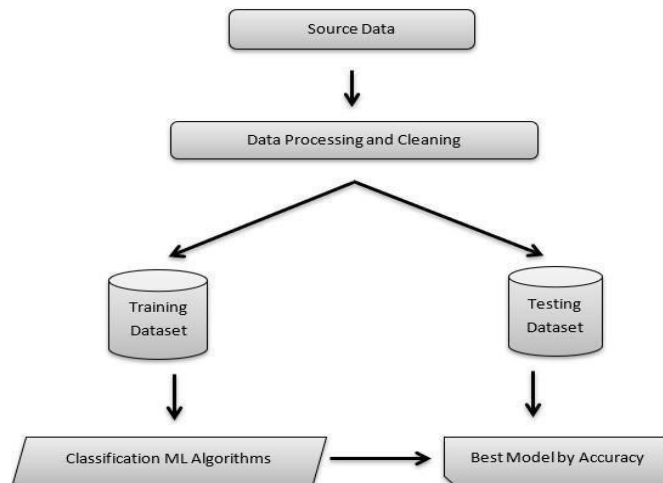 Source Data
Data Processing and Cleaning
Training
Dataset
Testing
Dataset
Classification ML Algorithms
Best Model by Accuracy